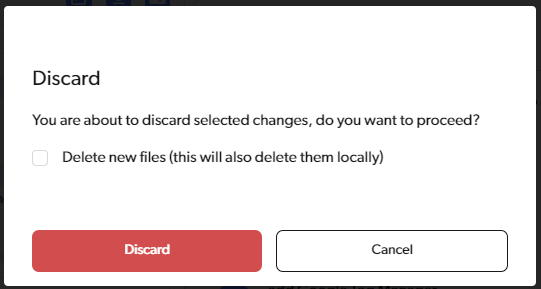 Discard
You are about to discard selected changes, do you want to proceed?
Delete new files (this will also delete them locally)
Discard
Cancel